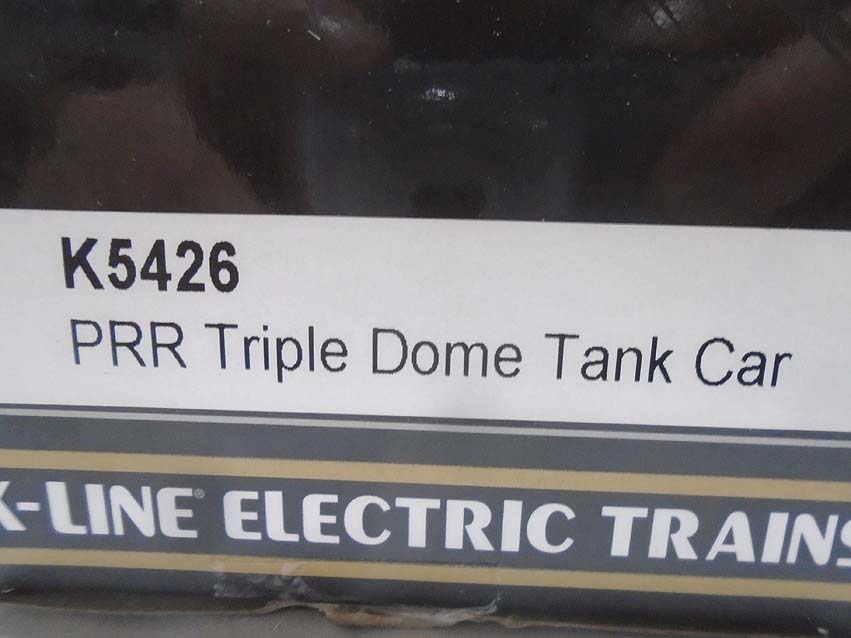 K5426
PRR Triple Dome Tank Car
K-LINE® ELECTRIC TRAINS